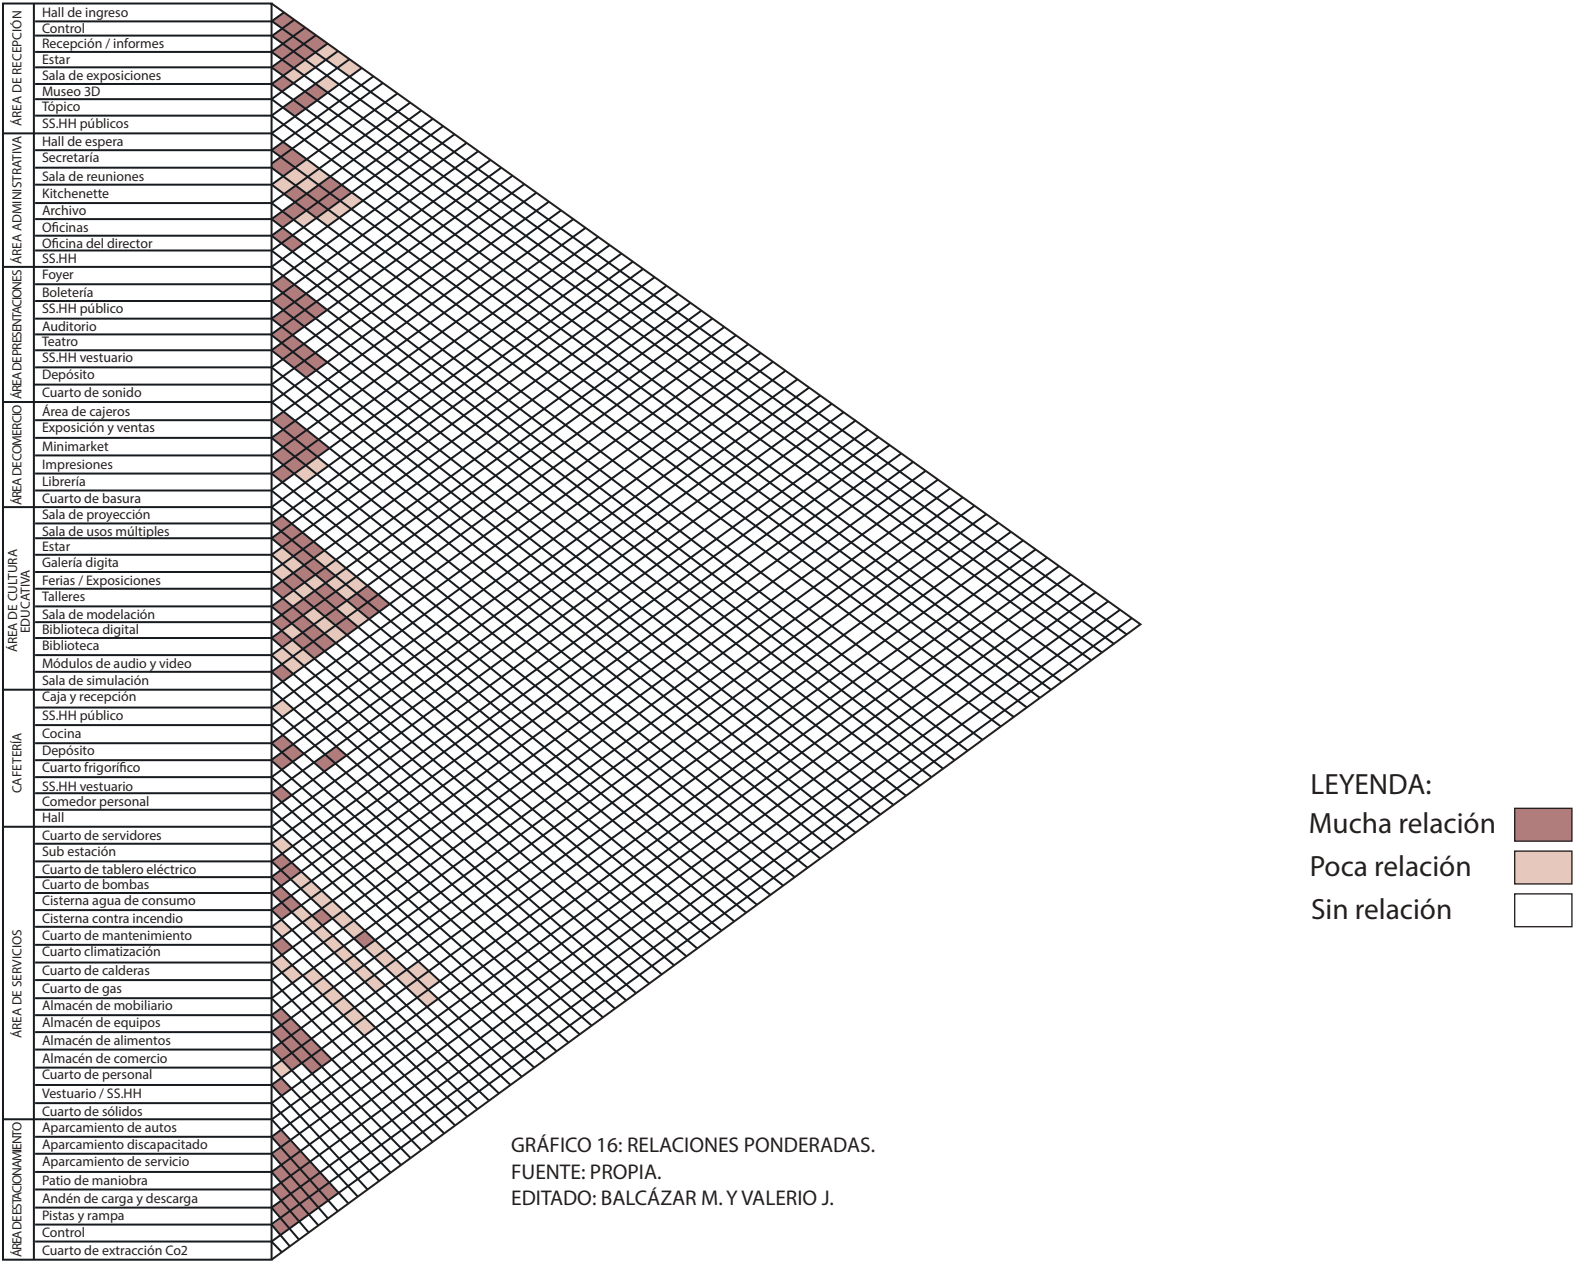 ÁREA DE RECEPCIÓN
Hall de ingreso
Control
Recepción / informes
Estar
Sala de exposiciones
Museo 3D
Tópico
SS.HH públicos
ÁREA ADMINISTRATIVA
Hall de espera
Secretaría
Sala de reuniones
Kitchenette
Archivo
Oficinas
Oficina del director
SS.HH
ÁREA DEPRESENTACIONES
Foyer
Boletería
SS.HH público
Auditorio
Teatro
SS.HH vestuario
Depósito
Cuarto de sonido
ÁREA DECOMERCIO
Área de cajeros
Exposición y ventas
Minimarket
Impresiones
Librería
Cuarto de basura
ÁREA DE CULTURA
EDUCATIVA
Sala de proyección
Sala de usos múltiples
Estar
Galería digita
Ferias / Exposiciones
Talleres
Sala de modelación
Biblioteca digital
Biblioteca
Módulos de audio y video
Sala de simulación
CAFETERÍA
Caja y recepción
SS.HH público
Cocina
Depósito
Cuarto frigorífico
SS.HH vestuario
Comedor personal
Hall
ÁREA DE SERVICIOS
Cuarto de servidores
Sub estación
Cuarto de tablero eléctrico
Cuarto de bombas
Cisterna agua de consumo
Cisterna contra incendio
Cuarto de mantenimiento
Cuarto climatización
Cuarto de calderas
Cuarto de gas
Almacén de mobiliario
Almacén de equipos
Almacén de alimentos
Almacén de comercio
Cuarto de personal
Vestuario / SS.HH
Cuarto de sólidos
ÁREA DE ESTACIONAMIENTO
Aparcamiento de autos
Aparcamiento discapacitado
Aparcamiento de servicio
Patio de maniobra
Andén de carga y descarga
Pistas y rampa
Control
Cuarto de extracción Co2
LEYENDA:
Mucha relación
Poca relación
Sin relación
GRÁFICO 16: RELACIONES PONDERADAS.
FUENTE: PROPIA.
EDITADO: BALCÁZAR M. Y VALERIO J.